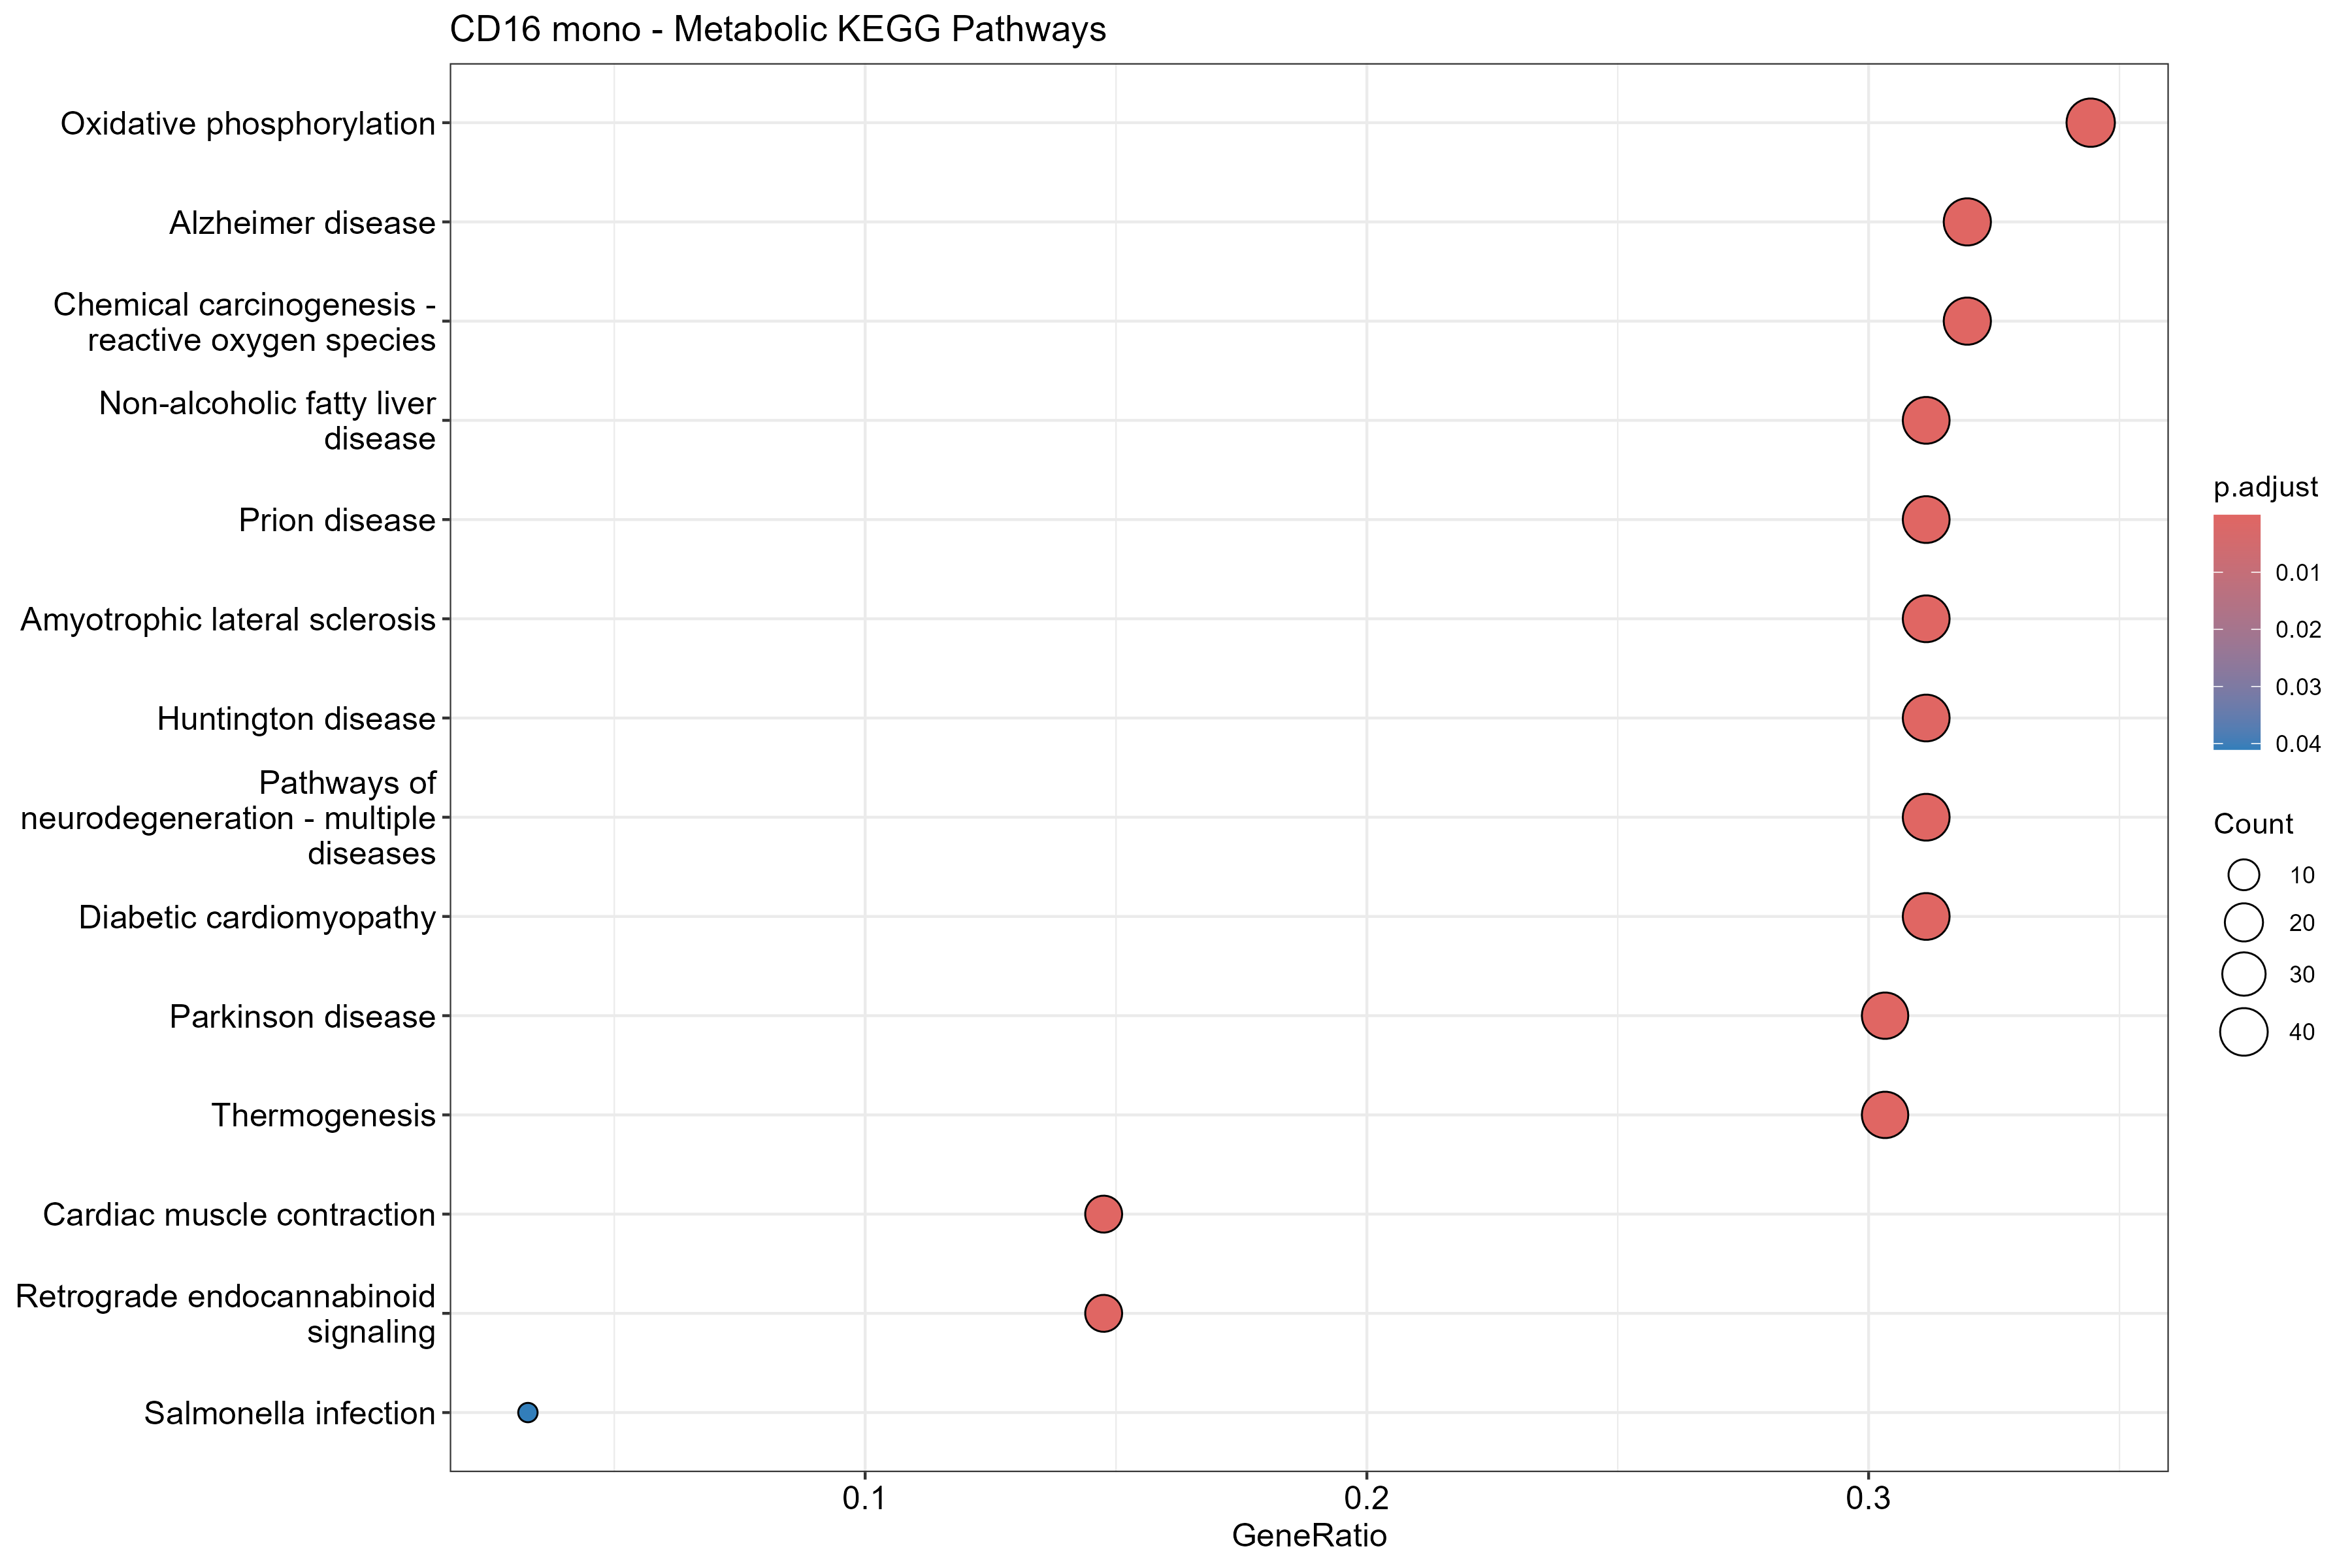 CD16 mono - Metabolic KEGG Pathways
Oxidative phosphorylation
Alzheimer disease
Chemical carcinogenesis -
reactive oxygen species
Non-alcoholic fatty liver
disease
Prion disease
Amyotrophic lateral sclerosis
Huntington disease
Pathways of
neurodegeneration - multiple
diseases
Diabetic cardiomyopathy
Parkinson disease
Thermogenesis
Cardiac muscle contraction
Retrograde endocannabinoid
signaling
Salmonella infection
0.1 0.2 0.3
GeneRatio
p.adjust
0.01
0.02
0.03
0.04
Count
10
20
30
40